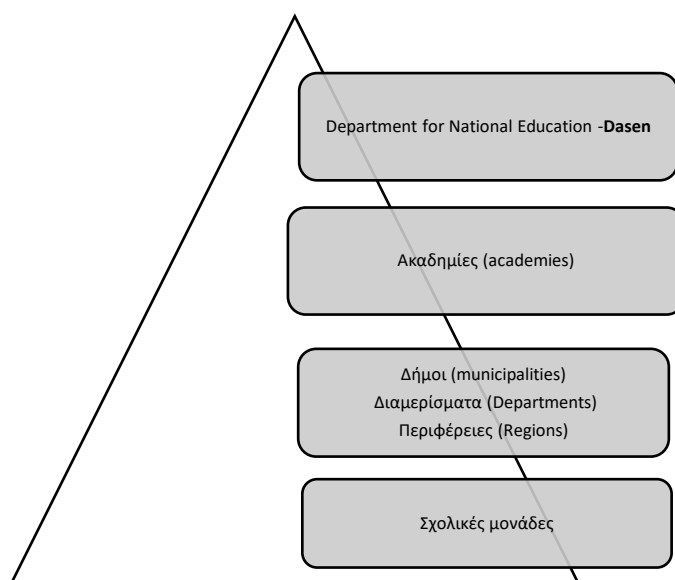 Department for National Education -Dasen
Ακαδημίες (academies)
Δήμοι (municipalities)
Διαμερίσματα (Departments)
Περιφέρειες (Regions)
Σχολικές μονάδες